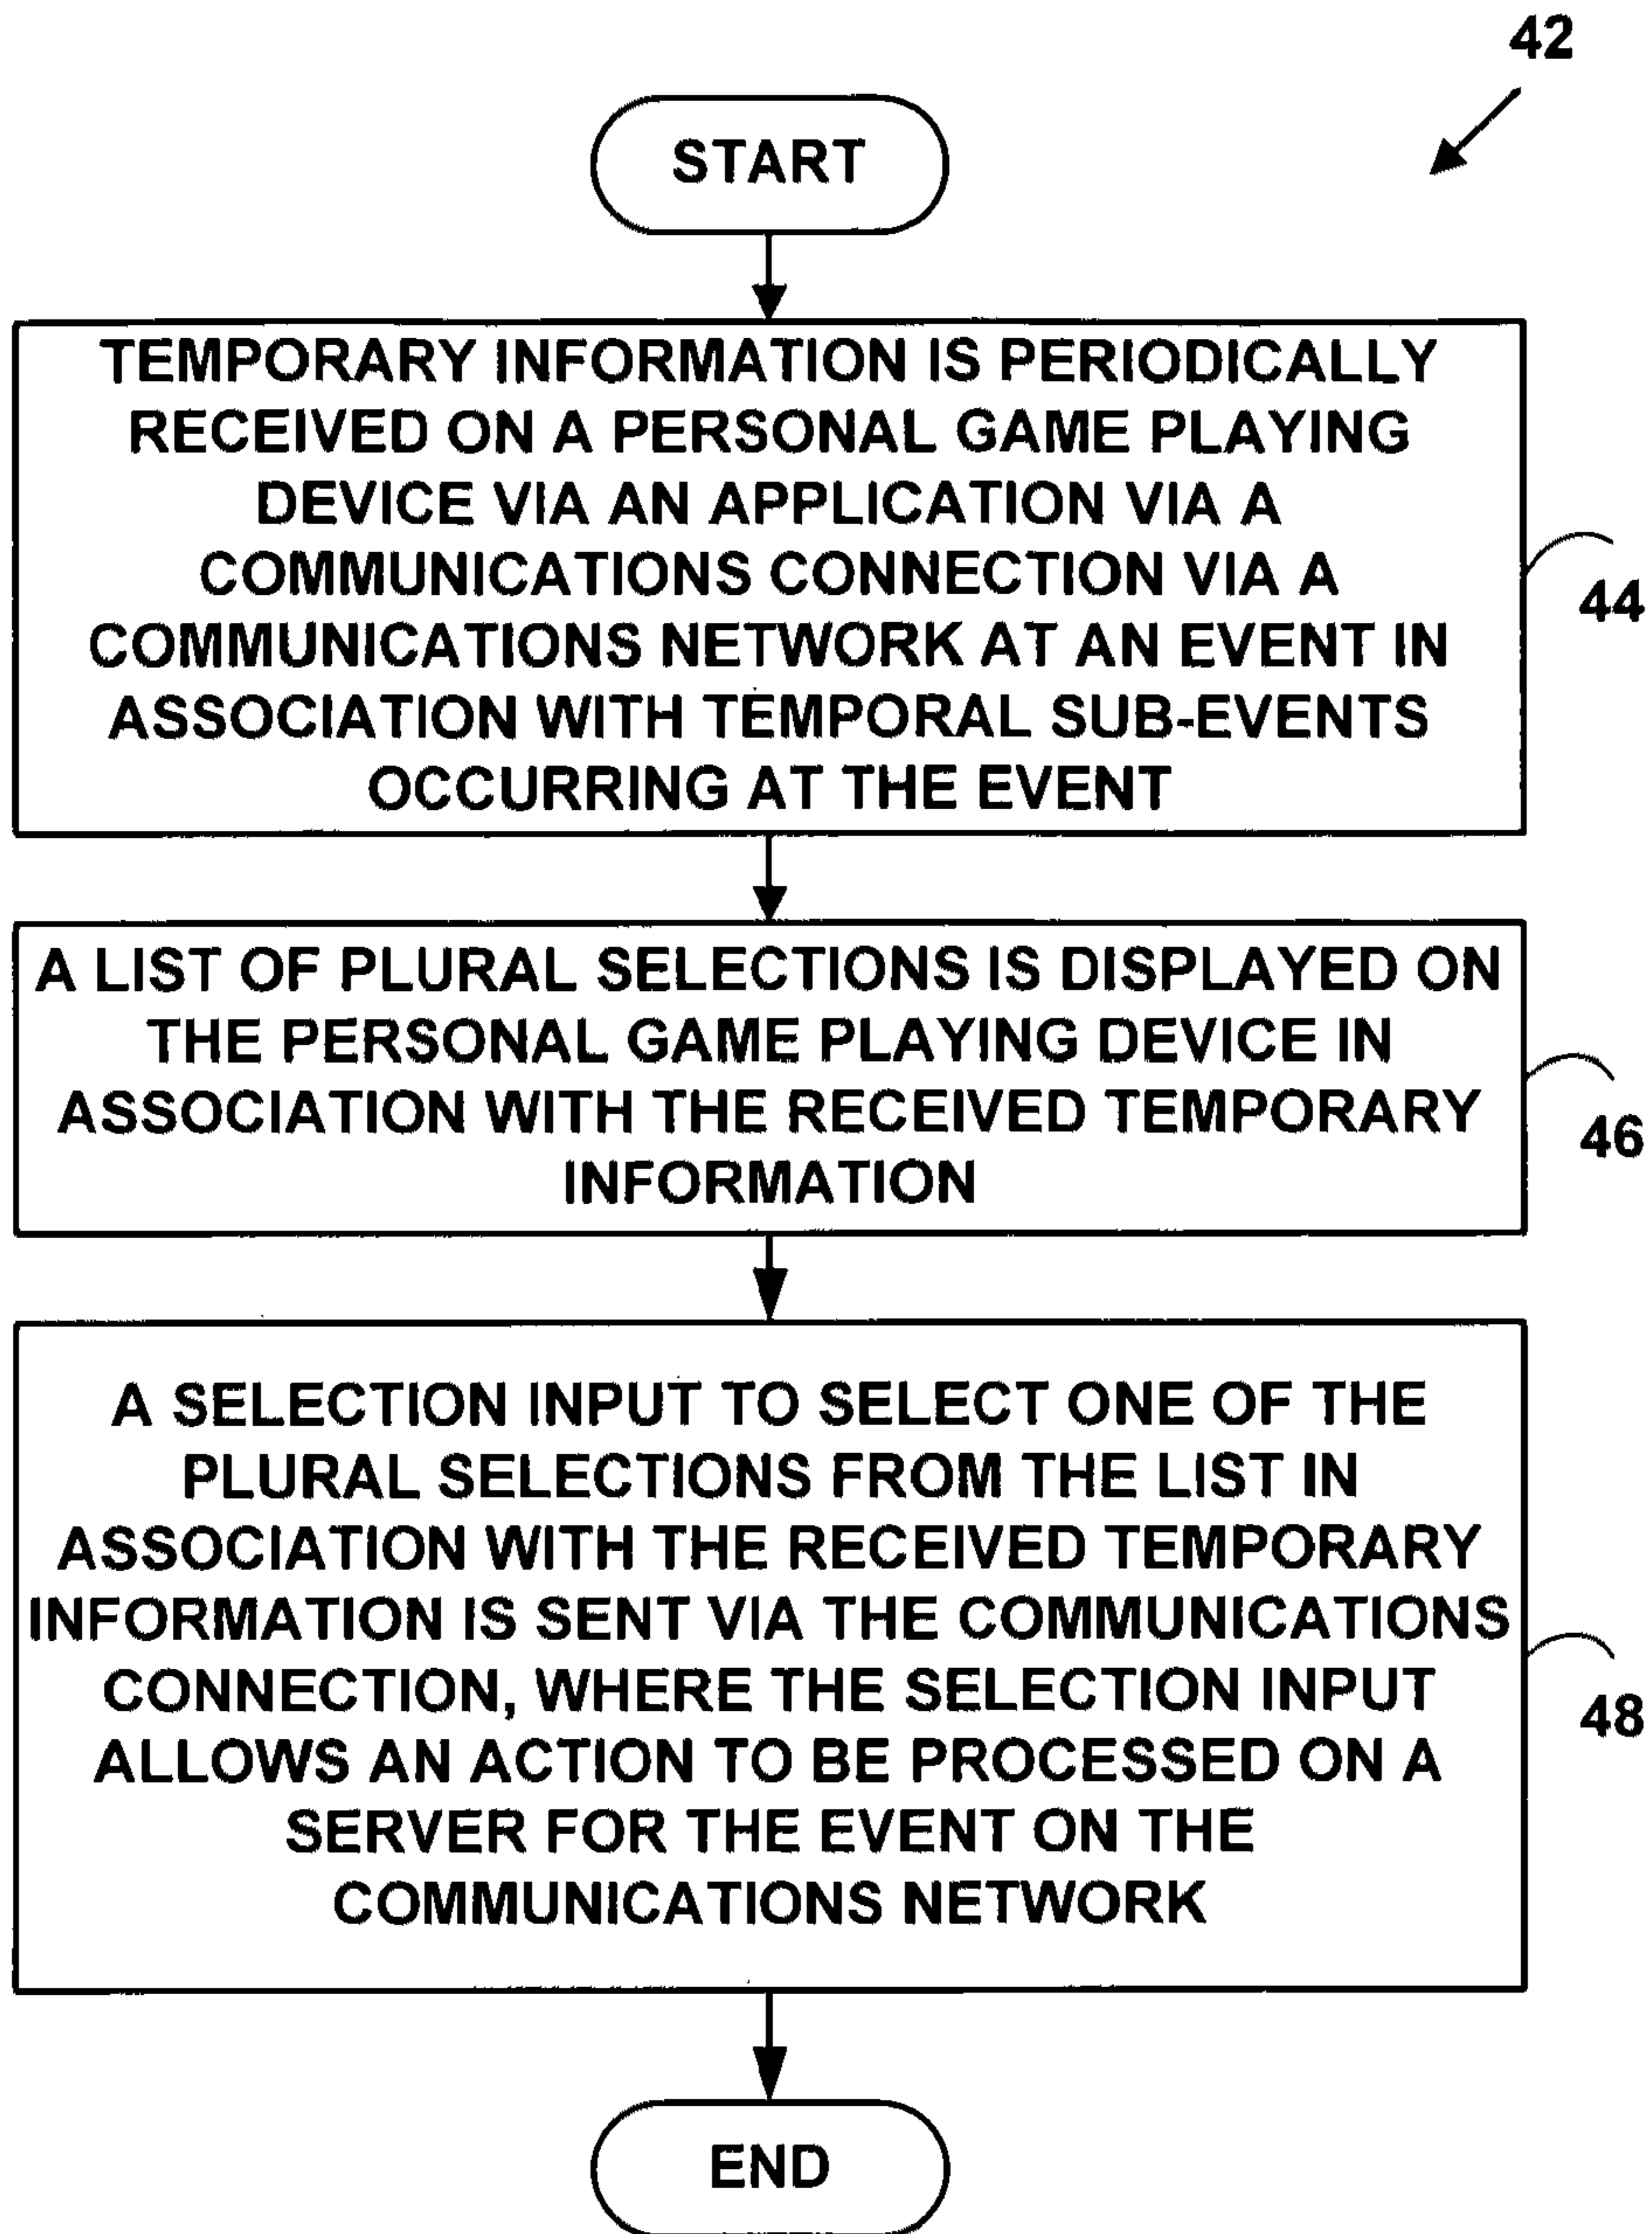 42
START
TEMPORARY INFORMATION IS PERIODICALLY
RECEIVED ON A PERSONAL GAME PLAYING
DEVICE VIA AN APPLICATION VIA A
COMMUNICATIONS CONNECTION VIA A
COMMUNICATIONS NETWORK AT AN EVENT IN
ASSOCIATION WITH TEMPORAL SUB-EVENTS
OCCURRING AT THE EVENT
44
A LIST OF PLURAL SELECTIONS IS DISPLAYED ON
THE PERSONAL GAME PLAYING DEVICE IN
ASSOCIATION WITH THE RECEIVED TEMPORARY
INFORMATION
46
A SELECTION INPUT TO SELECT ONE OF THE
PLURAL SELECTIONS FROM THE LIST IN
ASSOCIATION WITH THE RECEIVED TEMPORARY
INFORMATION IS SENT VIA THE COMMUNICATIONS
CONNECTION, WHERE THE SELECTION INPUT
ALLOWS AN ACTION TO BE PROCESSED ON A
SERVER FOR THE EVENT ON THE
COMMUNICATIONS NETWORK
48
END